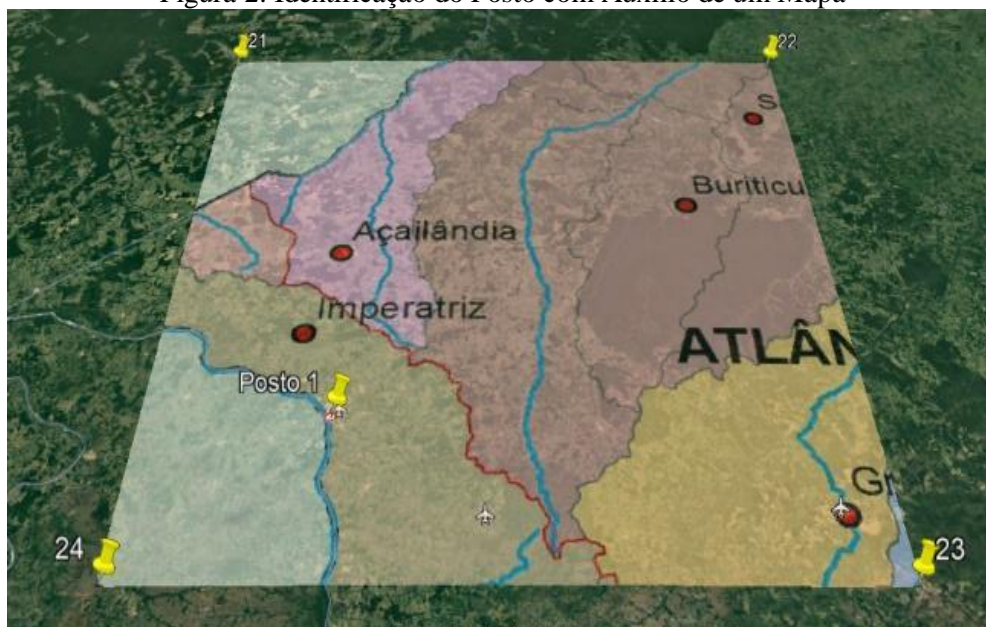 Figura 2: Identificação do Posto com Auxílio de um Mapa
21
22
S
Buriticu
Açailândia
Imperatriz
ATLÂN
Posto 1
Gr
24
23